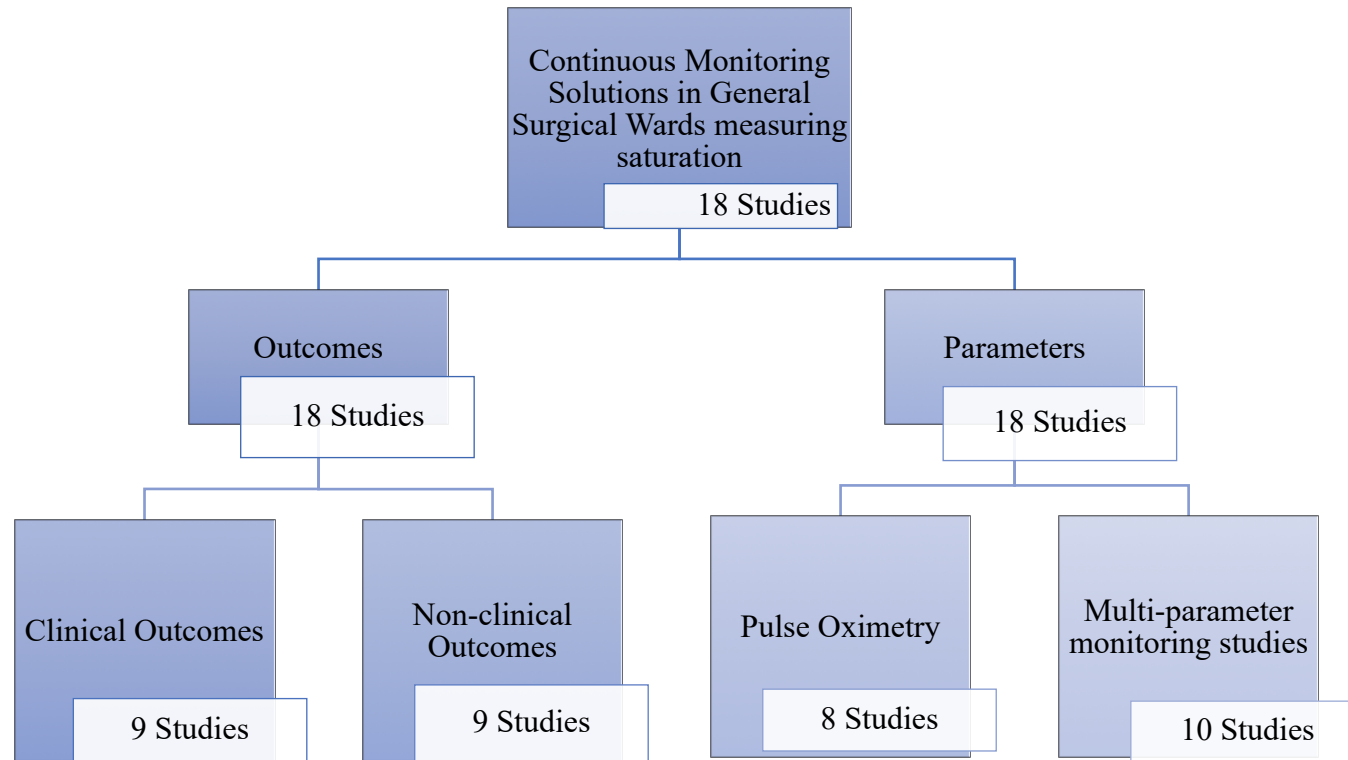 Continuous Monitoring
Solutions in General
Surgical Wards measuring
saturation
18 Studies
Outcomes
18 Studies
Parameters
18 Studies
Clinical Outcomes
9 Studies
Non-clinical
Outcomes
9 Studies
Pulse Oximetry
8 Studies
Multi-parameter
monitoring studies
10 Studies